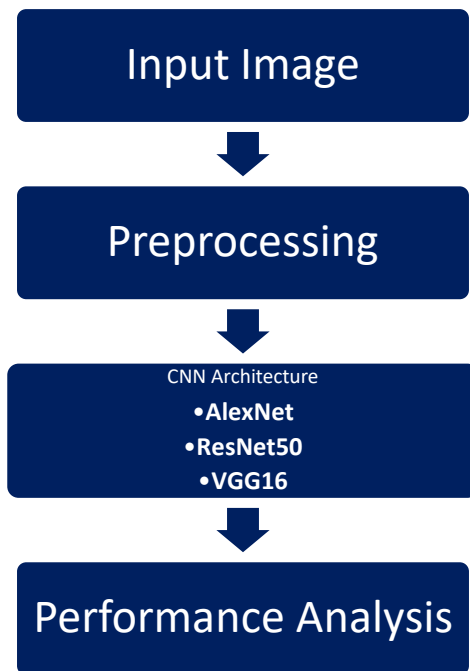 Input Image
Preprocessing
CNN Architecture
•AlexNet
•ResNet50
•VGG16
Performance Analysis